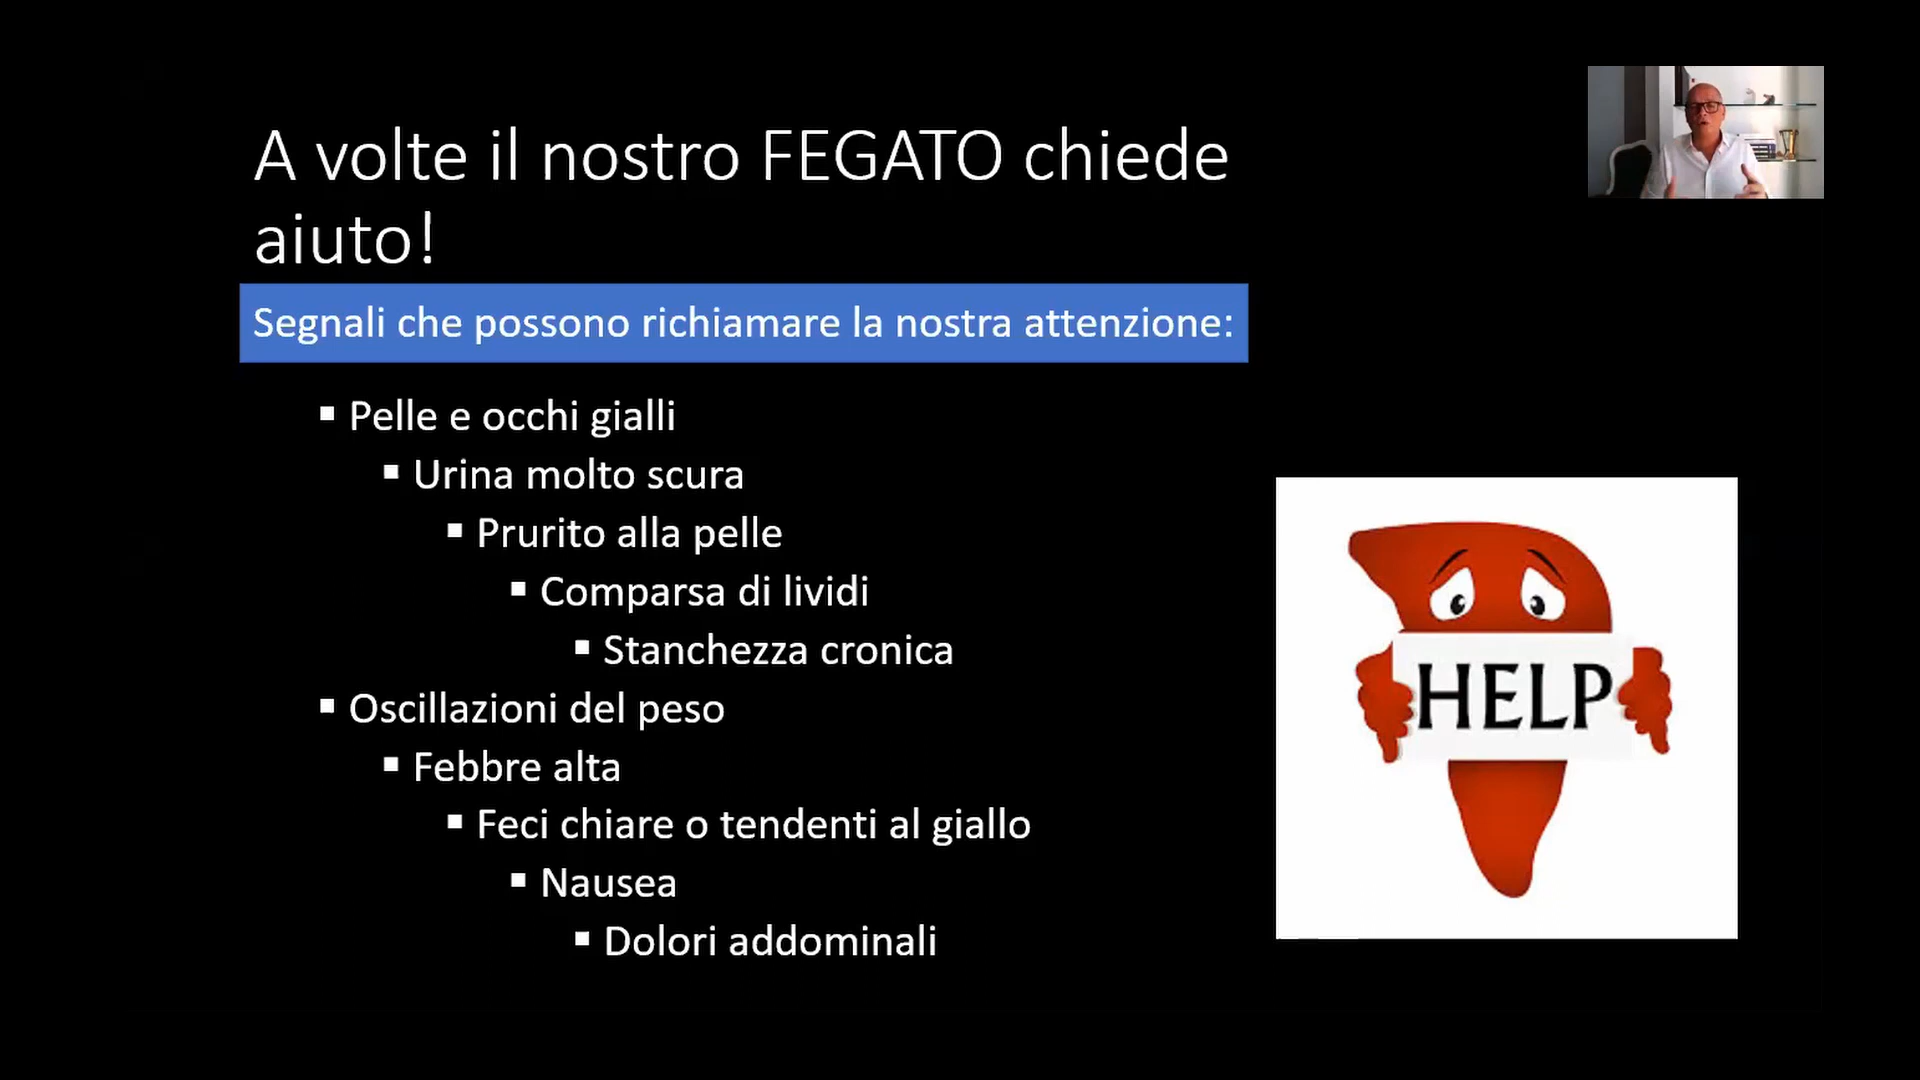 A volte il nostro FEGATO chiede
aiuto!
Segnali che possono richiamare la nostra attenzione:
▪ Pelle e occhi gialli
▪ Urina molto scura
▪ Prurito alla pelle
▪ Comparsa di lividi
▪ Stanchezza cronica
▪ Oscillazioni del peso
▪ Febbre alta
▪ Feci chiare o tendenti al giallo
▪ Nausea
▪ Dolori addominali
HELP